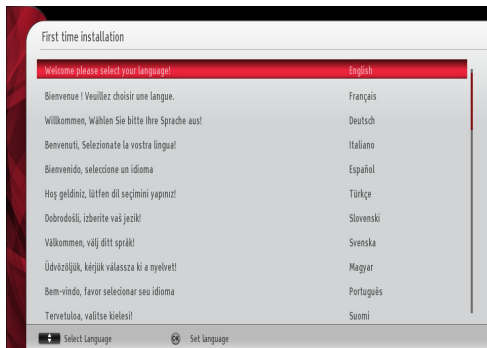 First time installation
Welcome please select your language! English
Bienvenue ! Veuillez choisir une langue. Français
Willkommen, Wählen Sie bitte Ihre Sprache aus! Deutsch
Benvenuti, Selezionate la vostra lingua! Italiano
Bienvenido, seleccione un idioma Español
Hoş geldiniz, lütfen dil seçimini yapınız! Türkçe
Dobrodošli, izberite vaš jezik! Slovenski
Välkommen, välj ditt språk! Svenska
Üdvözöljük, kérjük válassza ki a nyelvet! Magyar
Bem-vindo, favor selecionar seu idioma Português
Tervetuloa, valitse kielesi! Suomi
Select Language OK Set language